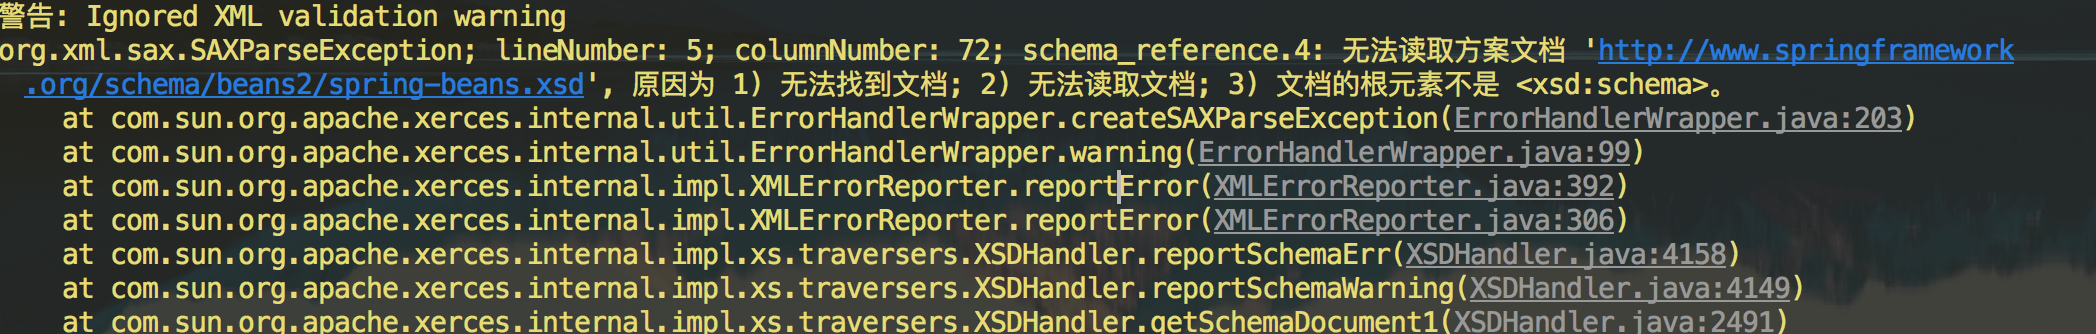 警告: Ignored XML validation warning
org.xml.sax.SAXParseException; lineNumber: 5; columnNumber: 72; schema_reference.4: 无法读取方案文档 'http://www.springframework
.org/schema/beans2/spring-beans.xsd', 原因为 1) 无法找到文档; 2) 无法读取文档; 3) 文档的根元素不是 <xsd:schema>。
at com.sun.org.apache.xerces.internal.util.ErrorHandlerWrapper.createSAXParseException(ErrorHandlerWrapper.java:203)
at com.sun.org.apache.xerces.internal.util.ErrorHandlerWrapper.warning(ErrorHandlerWrapper.java:99)
at com.sun.org.apache.xerces.internal.impl.XMLErrorReporter.reportError(XMLErrorReporter.java:392)
at com.sun.org.apache.xerces.internal.impl.XMLErrorReporter.reportError(XMLErrorReporter.java:306)
at com.sun.org.apache.xerces.internal.impl.xs.traversers.XSDHandler.reportSchemaErr(XSDHandler.java:4158)
at com.sun.org.apache.xerces.internal.impl.xs.traversers.XSDHandler.reportSchemaWarning(XSDHandler.java:4149)
at com.sun.org.apache.xerces.internal.impl.xs.traversers.XSDHandler.getSchemaDocument1(XSDHandler.java:2491)